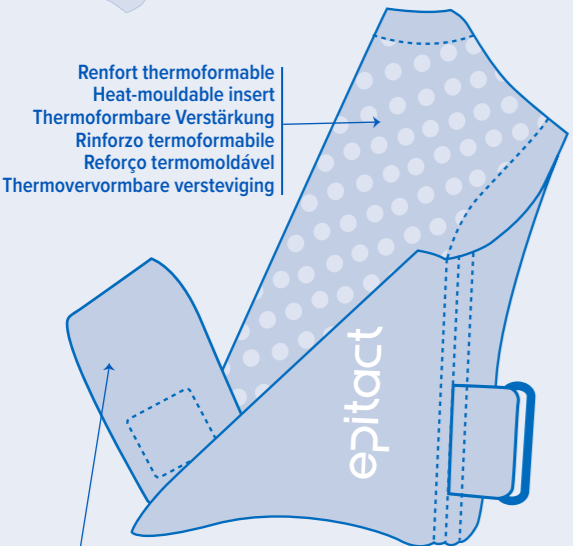 Renfort thermoformable
Heat-mouldable insert
Thermoformbare Verstärkung
Rinforzo termoformabile
Reforço termomoldável
Thermovervormbare versteviging
epitact